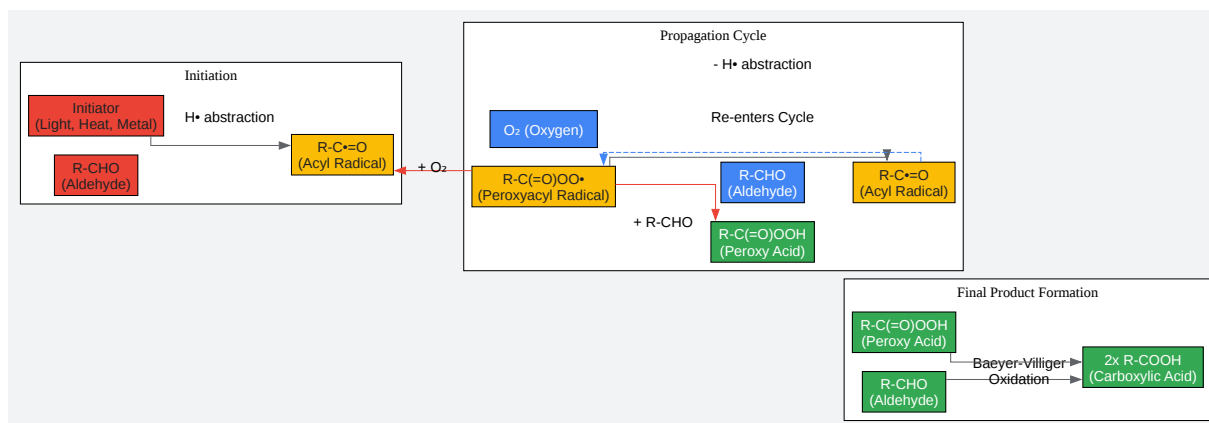 Initiation
Initiator
(Light, Heat, Metal)
H• abstraction
R-CHO
(Aldehyde)
R-C•=O
(Acyl Radical)
+ O₂
Propagation Cycle
- H• abstraction
O₂ (Oxygen)
Re-enters Cycle
R-C(=O)OO•
(Peroxyacyl Radical)
R-CHO
(Aldehyde)
R-C•=O
(Acyl Radical)
+ R-CHO
R-C(=O)OOH
(Peroxy Acid)
Final Product Formation
R-C(=O)OOH
(Peroxy Acid)
R-CHO
(Aldehyde)
Baeyer-Villiger
Oxidation
2x R-COOH
(Carboxylic Acid)